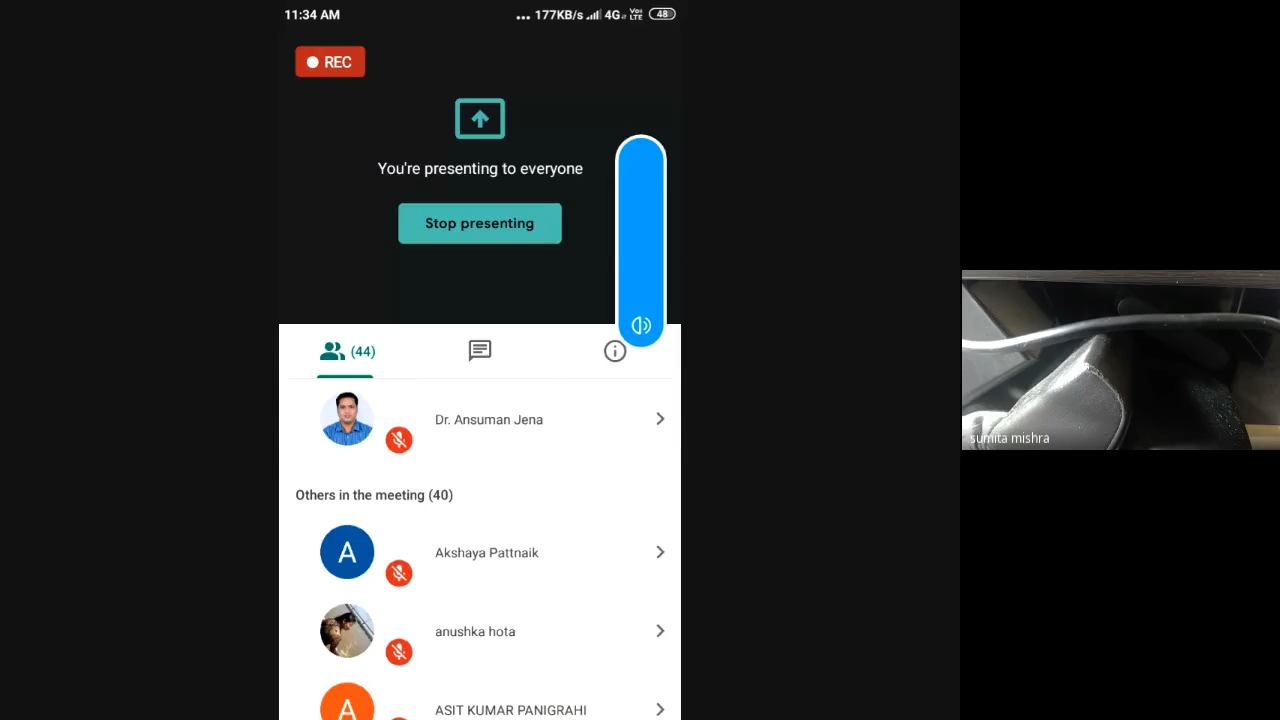 11:34 AM
... 177KB/s 4G Vo LTE 48
REC
You're presenting to everyone
Stop presenting
(44)
Dr. Ansuman Jena
Others in the meeting (40)
A
Akshaya Pattnaik
anushka hota
A
ASIT KUMAR PANIGRAHI
sumita mishra